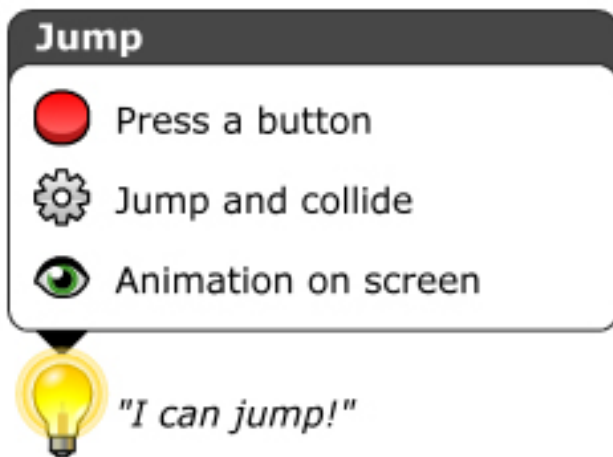 Jump
Press a button
Jump and collide
Animation on screen
"I can jump!"